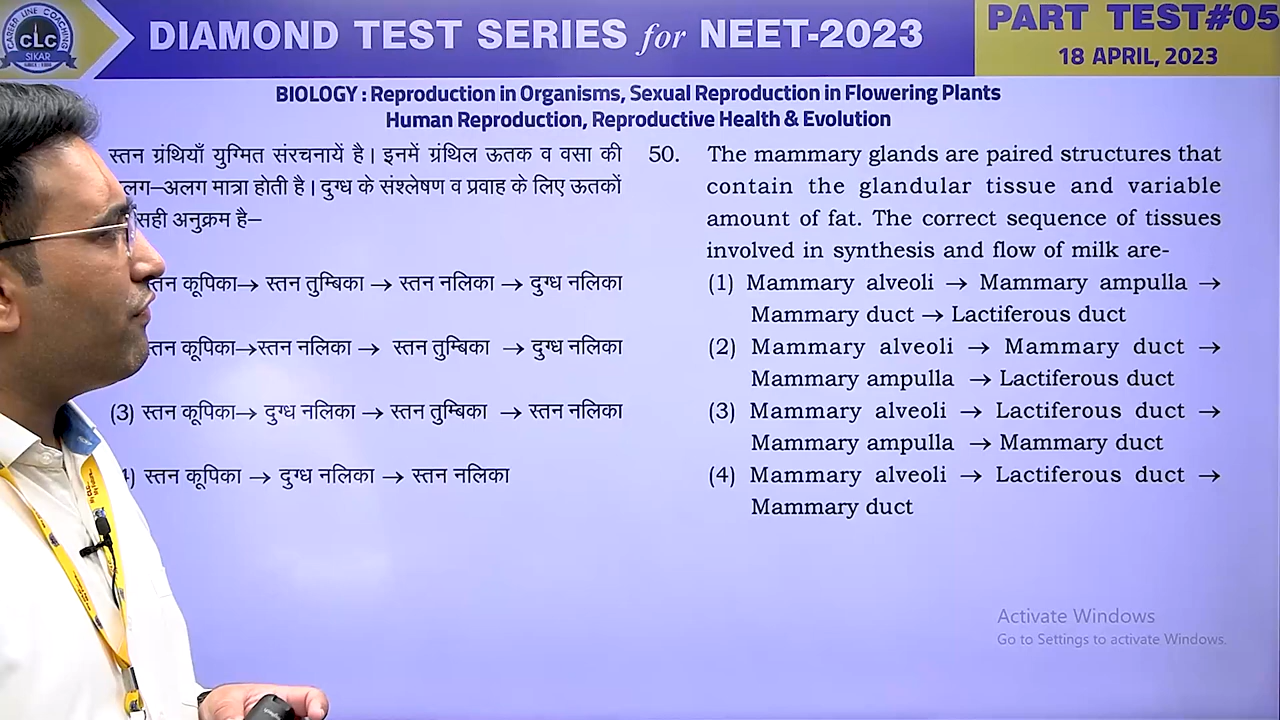 CAREER LINE COACHING
CLC
SIKAR
DIAMOND TEST SERIES for NEET-2023
PART TEST#05
18 APRIL, 2023
BIOLOGY : Reproduction in Organisms, Sexual Reproduction in Flowering Plants
Human Reproduction, Reproductive Health & Evolution
स्तन ग्रंथियाँ युग्मित संरचनायें है। इनमें ग्रंथिल ऊतक व वसा की
लग–अलग मात्रा होती है। दुग्ध के संश्लेषण व प्रवाह के लिए ऊतकों
सही अनुक्रम है–
तन कूपिका→ स्तन तुम्बिका → स्तन नलिका → दुग्ध नलिका
तन कूपिका→स्तन नलिका → स्तन तुम्बिका → दुग्ध नलिका
(3) स्तन कूपिका→ दुग्ध नलिका → स्तन तुम्बिका → स्तन नलिका
) स्तन कूपिका → दुग्ध नलिका → स्तन नलिका
50. The mammary glands are paired structures that
contain the glandular tissue and variable
amount of fat. The correct sequence of tissues
involved in synthesis and flow of milk are-
(1) Mammary alveoli → Mammary ampulla →
Mammary duct → Lactiferous duct
(2) Mammary alveoli → Mammary duct →
Mammary ampulla → Lactiferous duct
(3) Mammary alveoli → Lactiferous duct →
Mammary ampulla → Mammary duct
(4) Mammary alveoli → Lactiferous duct →
Mammary duct
Activate Windows
Go to Settings to activate Windows.